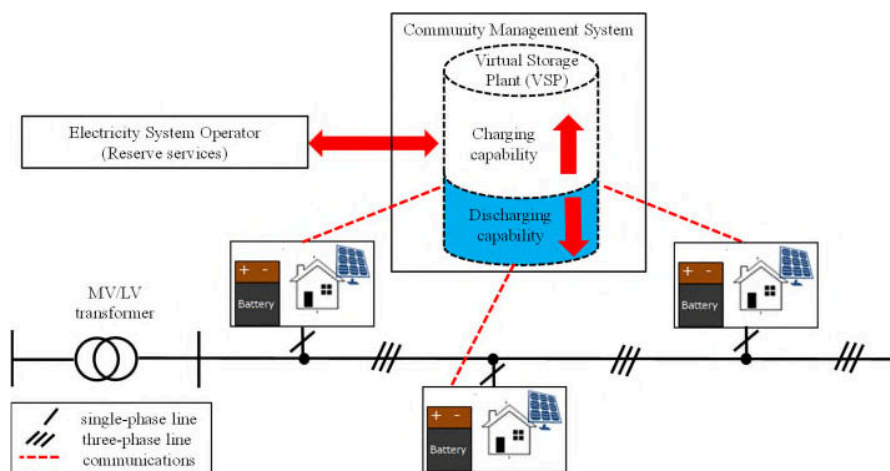 Community Management System
Virtual Storage
Plant (VSP)
Electricity System Operator
(Reserve services)
Charging
capability
Discharging
capability
+ -
Battery
+ -
Battery
MV/LV
transformer
+ -
Battery
single-phase line
three-phase line
communications